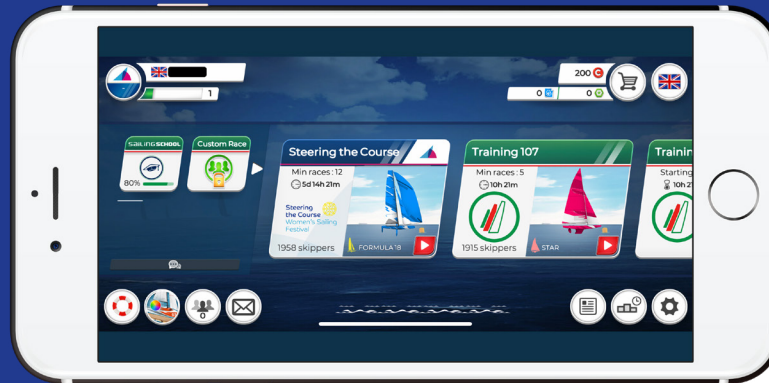 200
1
0
0
SAILING SCHOOL
80%
Custom Race
Steering the Course
Min races : 12
5d 14h 21m
Steering
the Course
Women's Sailing
Festival
1958 skippers
FORMULA 18
Training 107
Min races : 5
10h 21m
1915 skippers
STAR
Trainin
Starting
10h 2
0